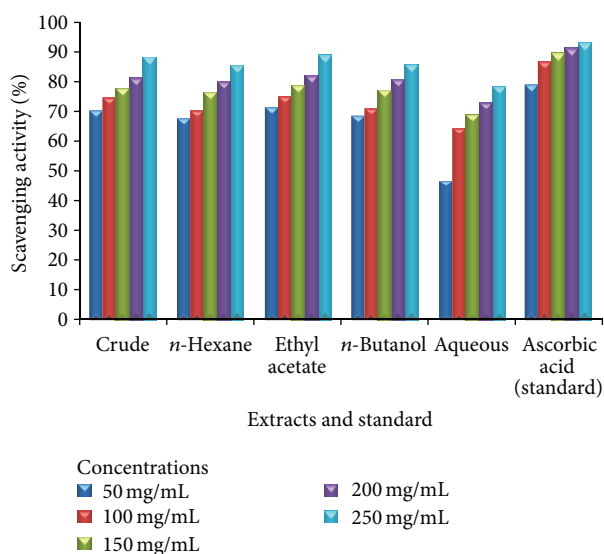 100
90
80
70
60
50
40
30
20
10
0
Scavenging activity (%)
Crude
n-Hexane
Ethyl
acetate
n-Butanol
Aqueous
Ascorbic
acid
(standard)
Extracts and standard
Concentrations
50 mg/mL
100 mg/mL
150 mg/mL
200 mg/mL
250 mg/mL